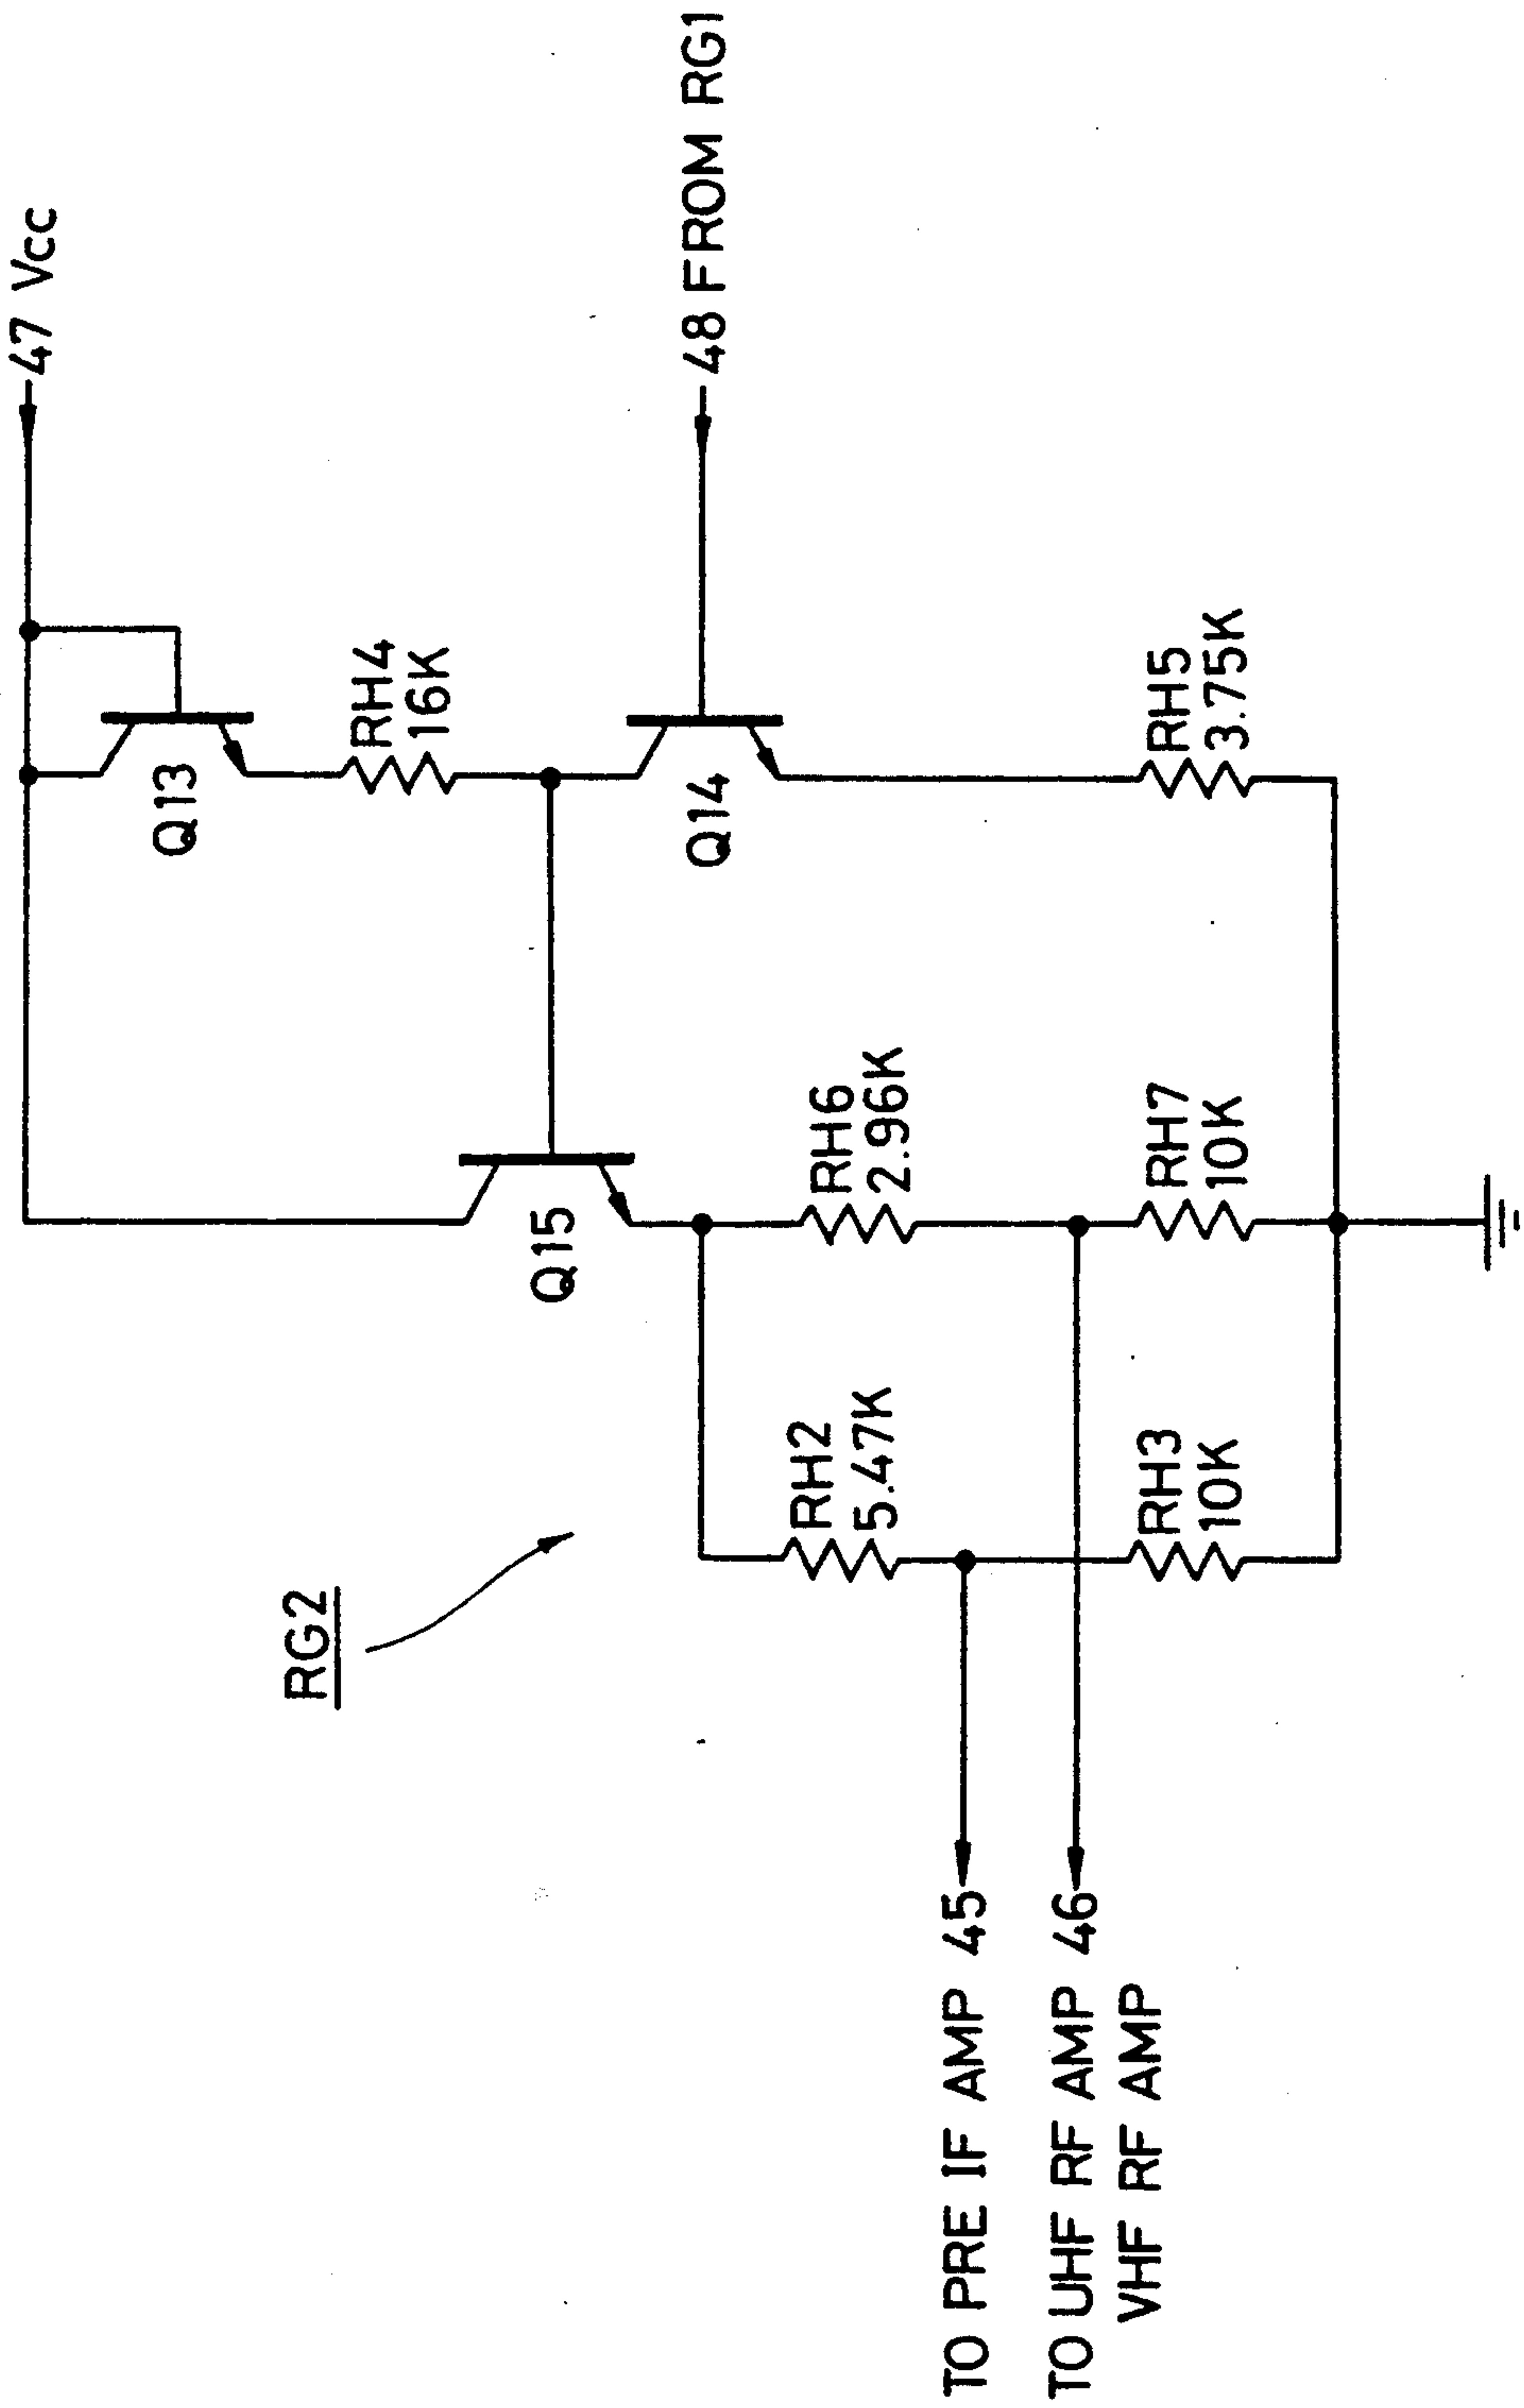 RG2
47 Vcc
Q13
RH4
16K
48 FROM RG1
Q14
Q15
RH2
5.47K
RH6
2.96K
RH3
10K
RH7
10K
RH5
3.75K
TO PRE IF AMP 45
TO UHF RF AMP 46
VHF RF AMP